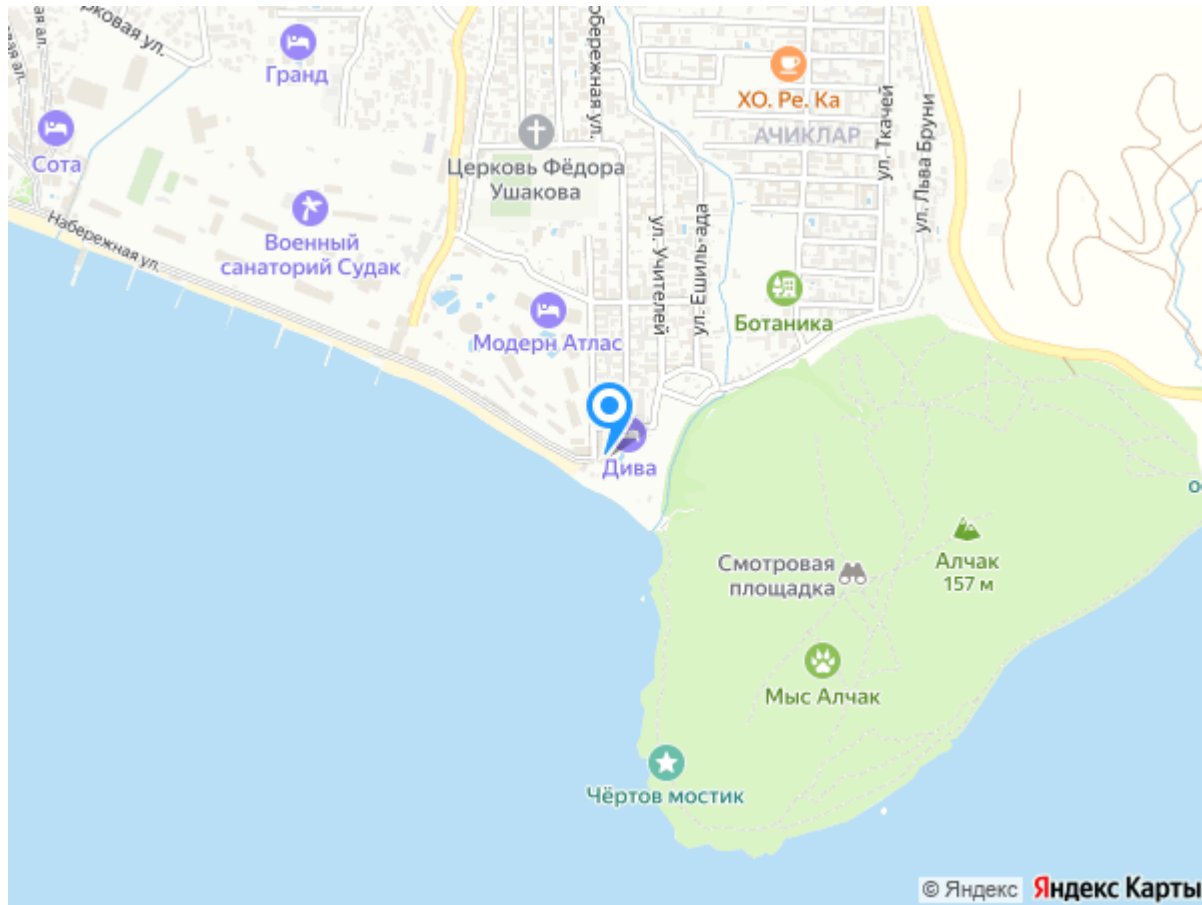 Гранд
Сота
Набережная ул.
Военный
санаторий Судак
Церковь Фёдора
Ушакова
ХО. Ре. Ка
АЧИКЛАР
ул. Ткачей
ул. Льва Бруни
ул. Учителей
ул. Ешиль-ада
Ботаника
Модерн Атлас
Дива
Смотровая
площадка
Алчак
157 м
Мыс Алчак
Чёртов мостик
© Яндекс
Яндекс Карты